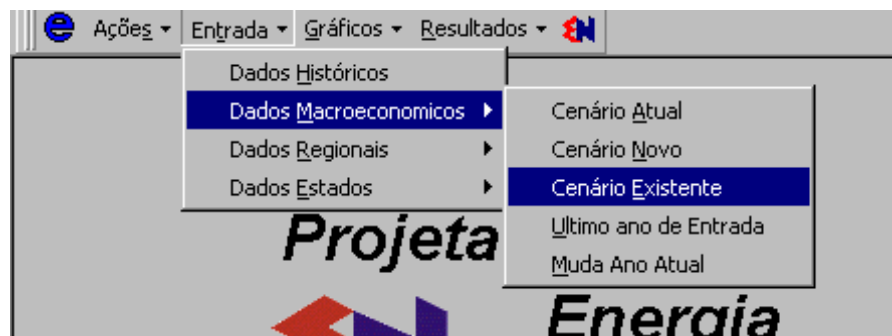 Ações Entrada Gráficos Resultados
Dados Históricos
Dados Macroeconomicos
Dados Regionais
Dados Estados
Cenário Atual
Cenário Novo
Cenário Existente
Ultimo ano de Entrada
Muda Ano Atual
Projeta
Energia